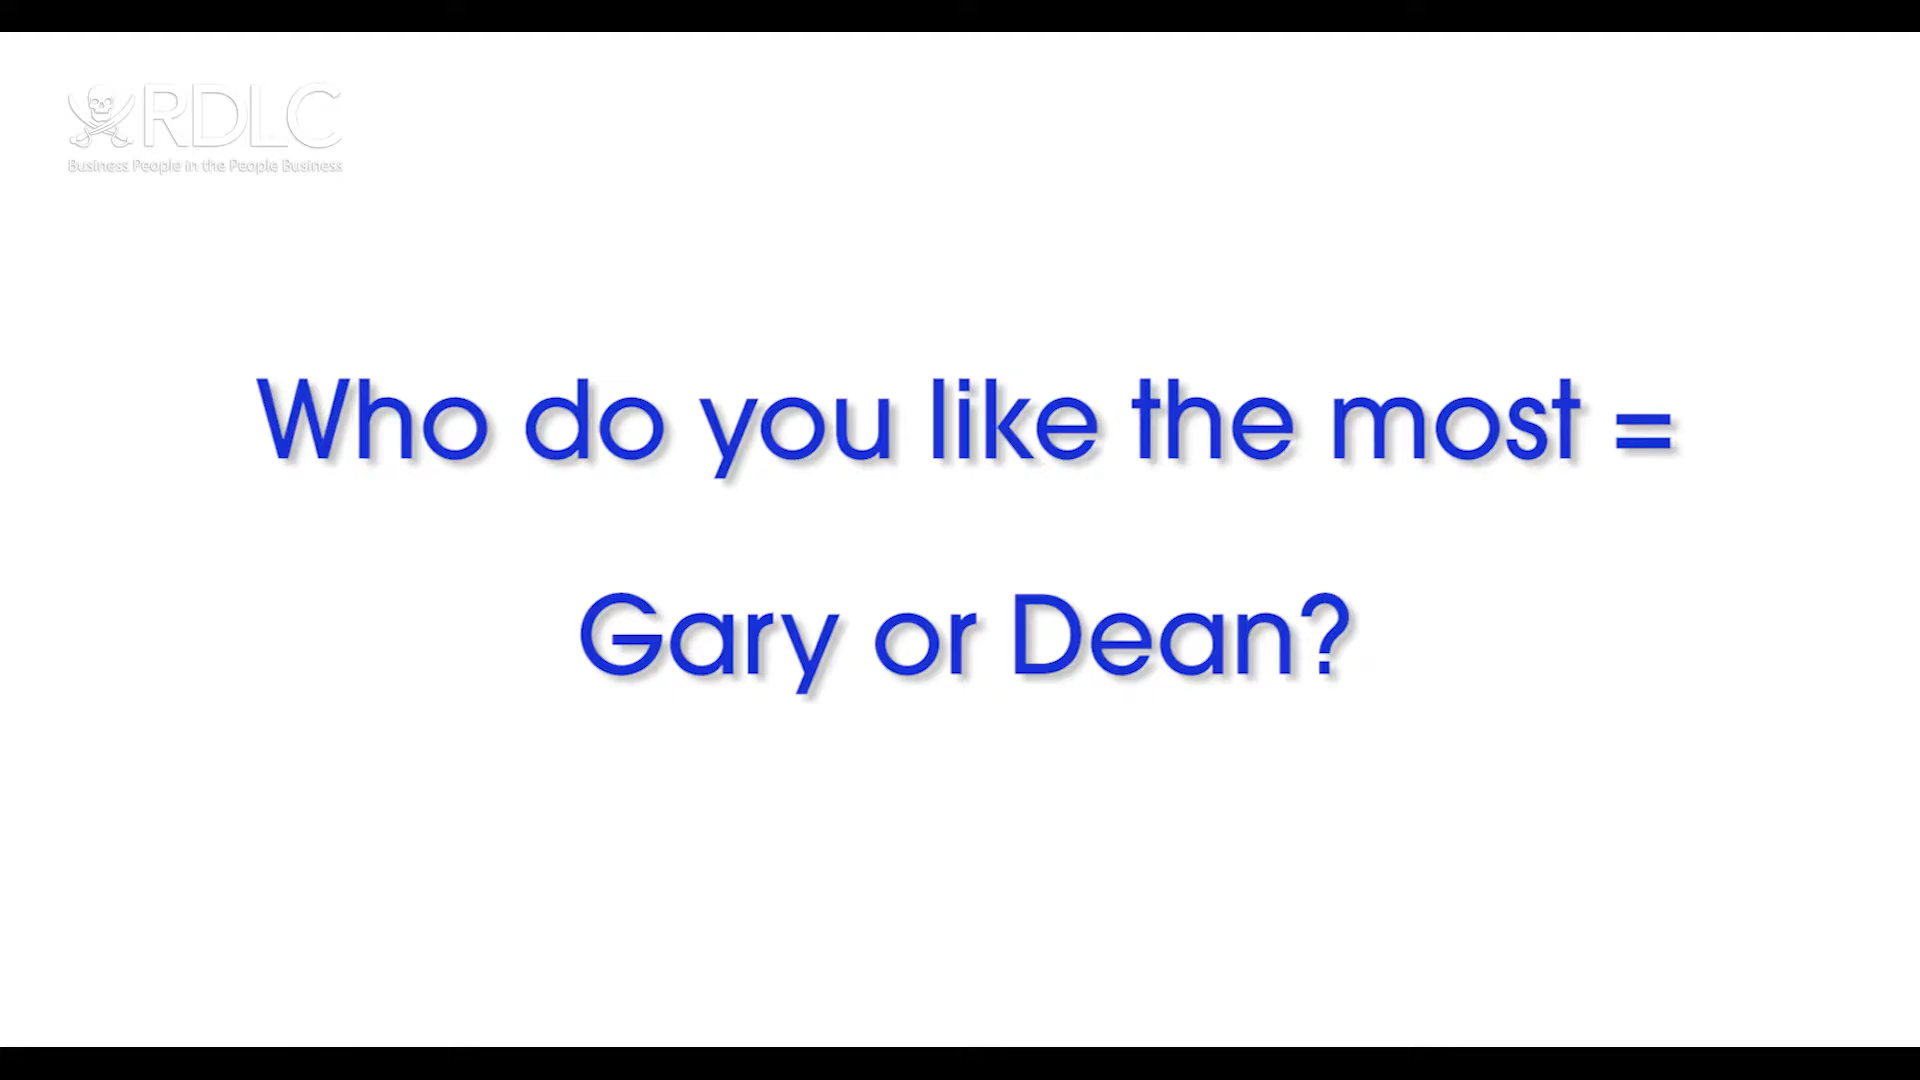 RDLC
Business People in the People Business
Who do you like the most =
Gary or Dean?